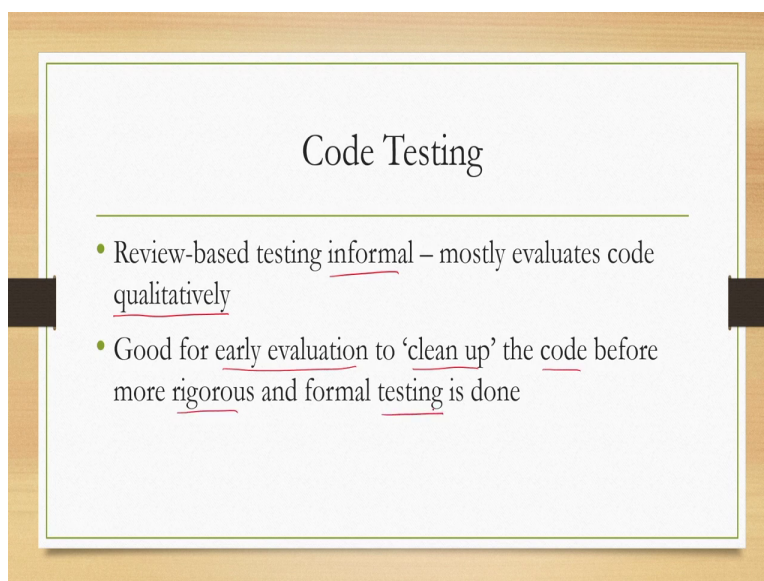 Code Testing
• Review-based testing informal – mostly evaluates code
qualitatively
• Good for early evaluation to ‘clean up’ the code before
more rigorous and formal testing is done